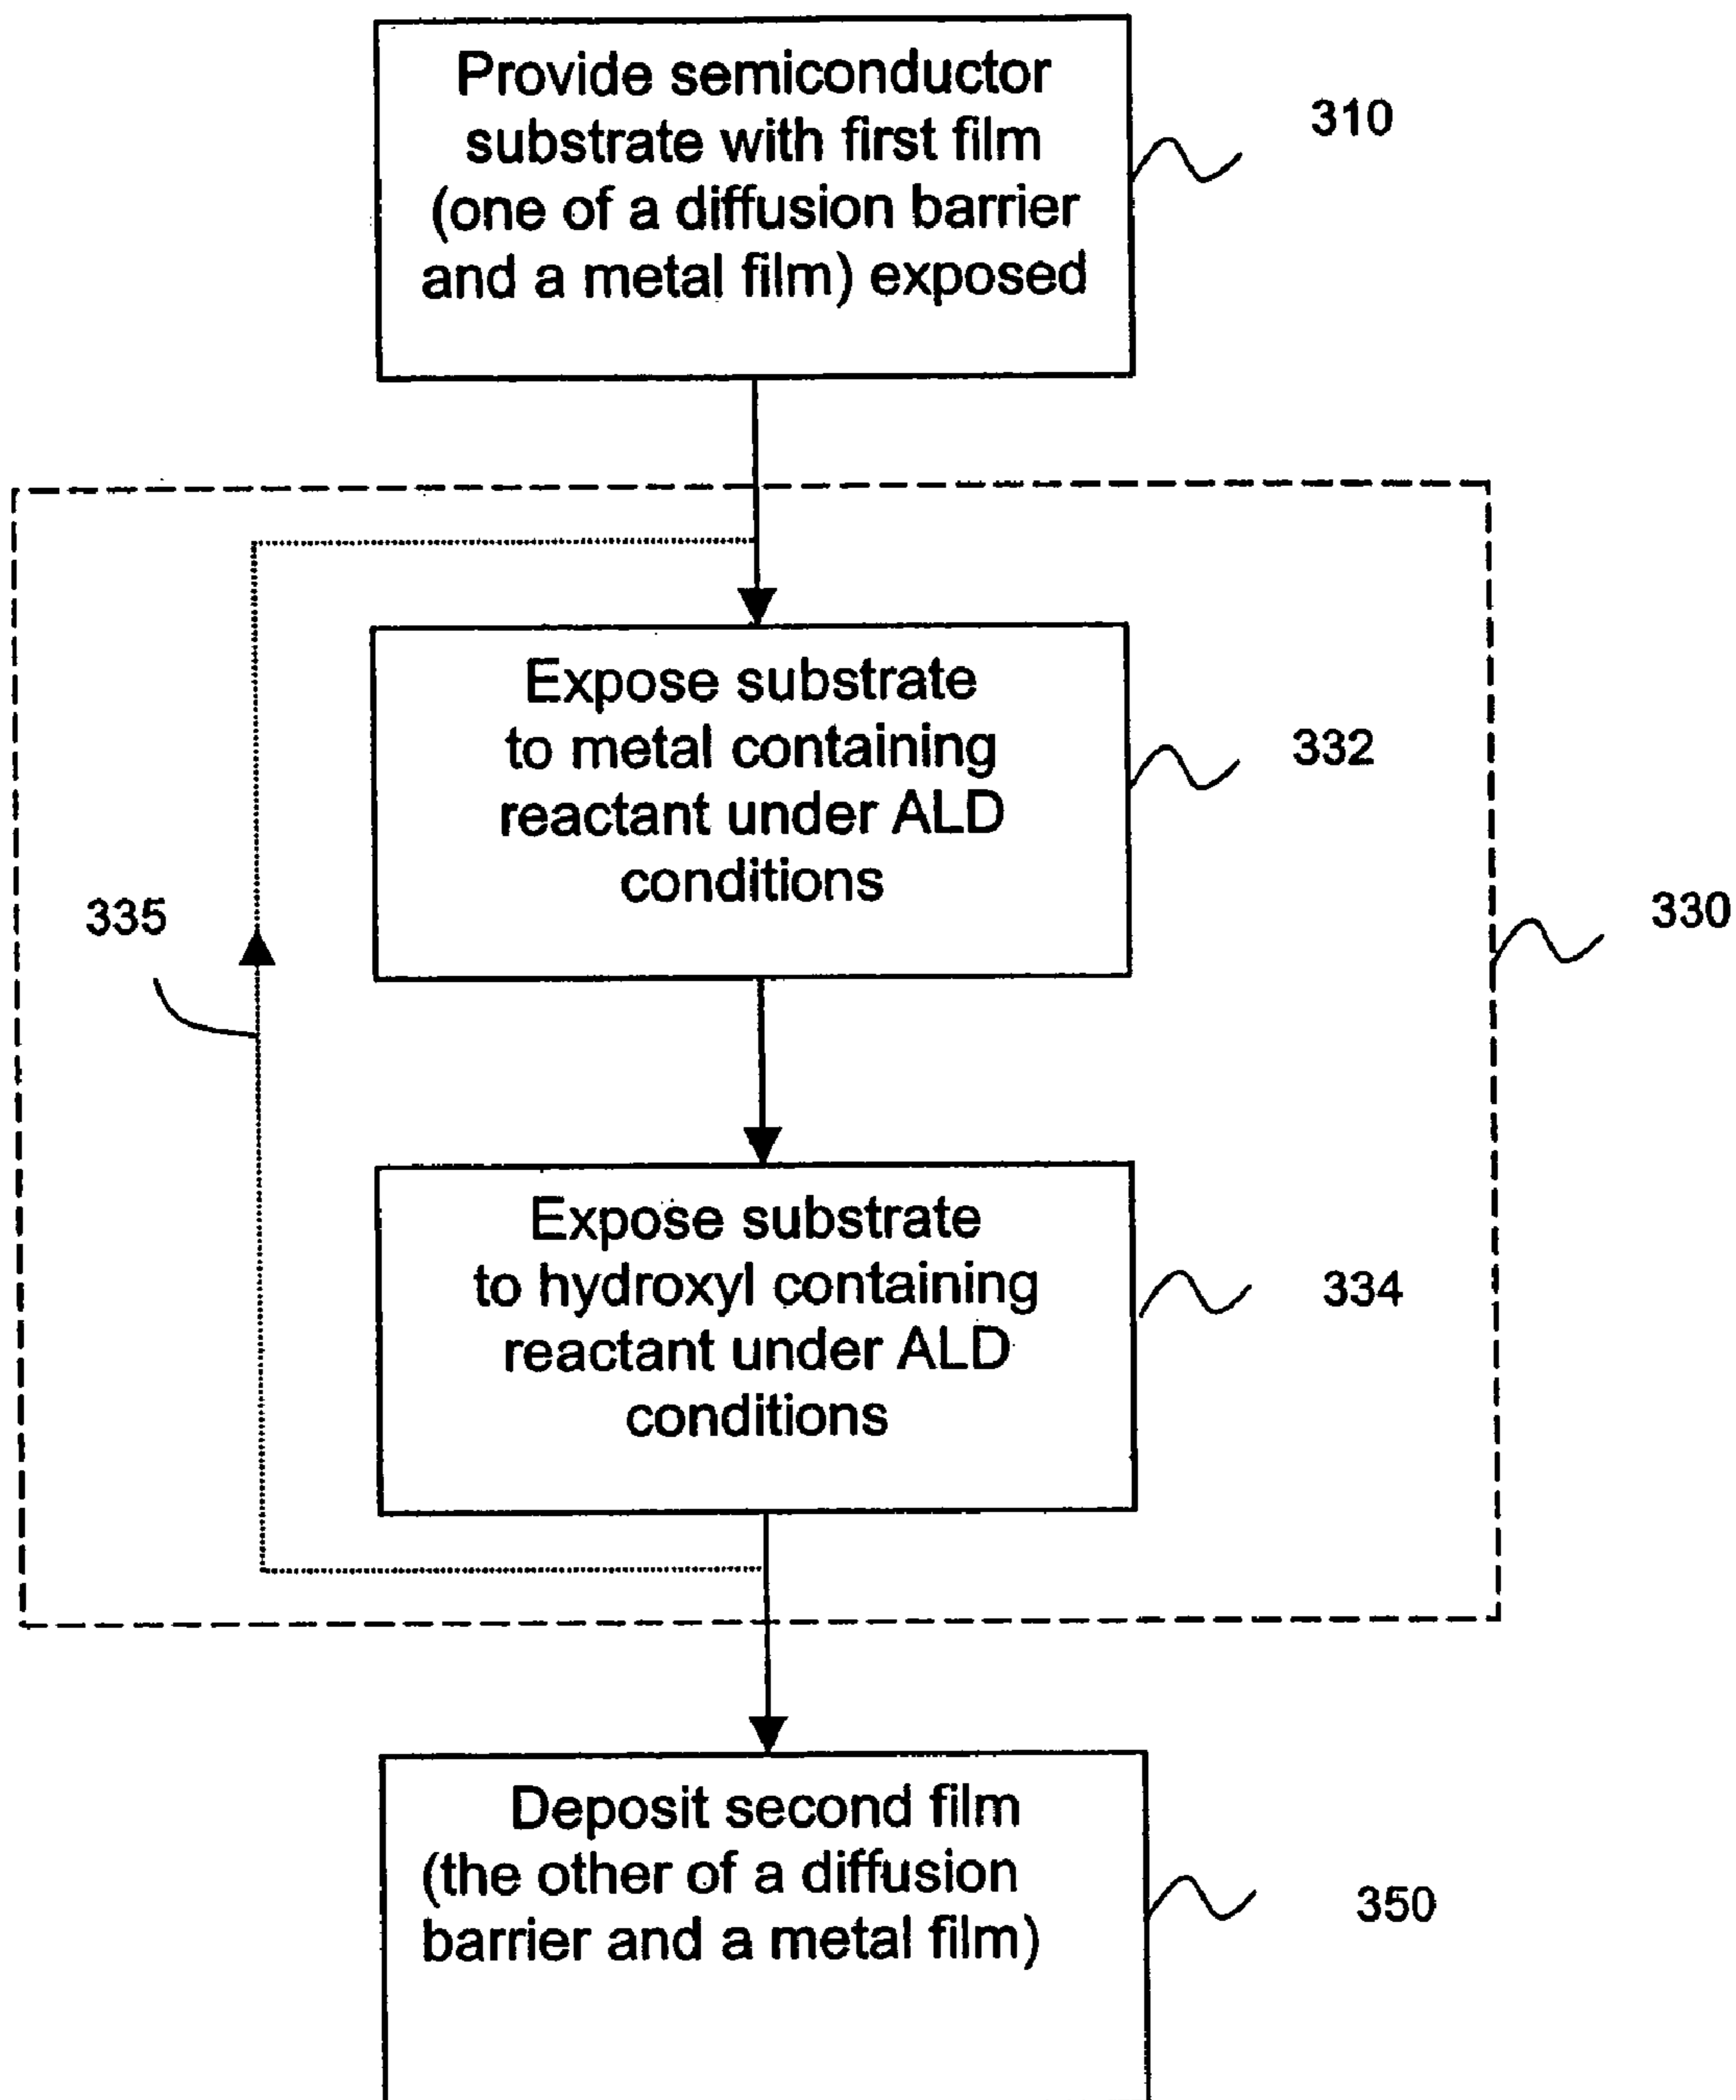 Provide semiconductor
substrate with first film
(one of a diffusion barrier
and a metal film) exposed
310
Expose substrate
to metal containing
reactant under ALD
conditions
332
335
330
Expose substrate
to hydroxyl containing
reactant under ALD
conditions
334
Deposit second film
(the other of a diffusion
barrier and a metal film)
350